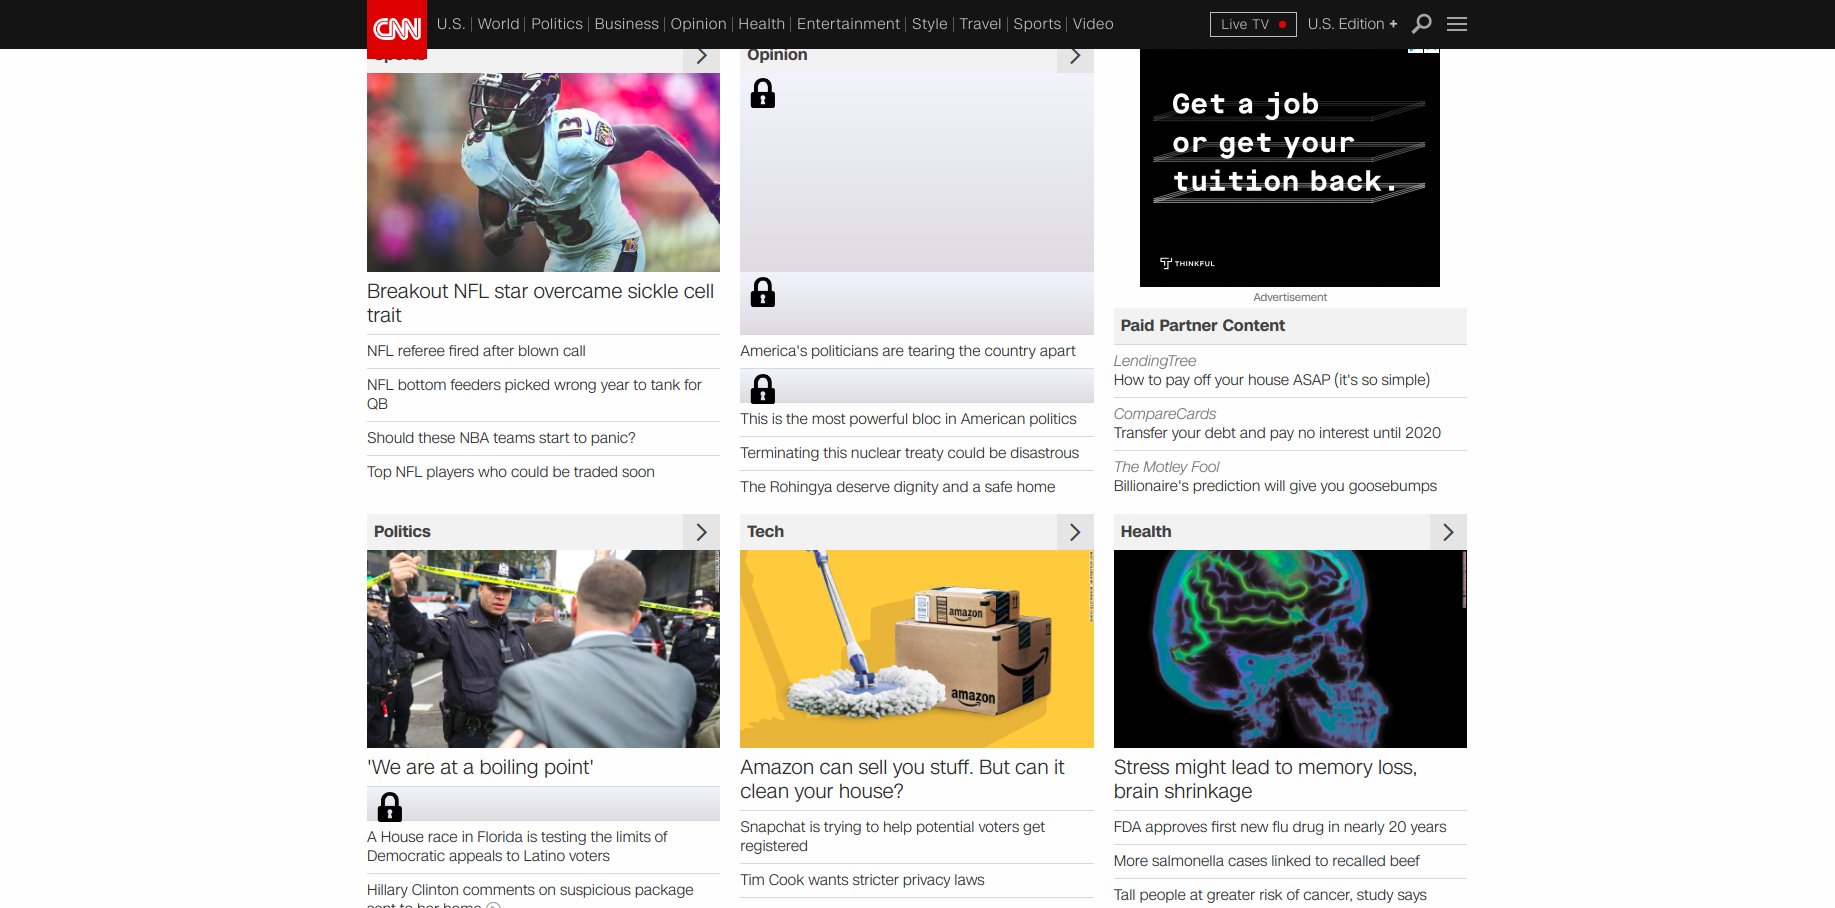 CNN
U.S. World Politics Business Opinion Health Entertainment Style Travel Sports Video
Live TV
U.S. Edition +
Opinion
13
13
Breakout NFL star overcame sickle cell
trait
NFL referee fired after blown call
NFL bottom feeders picked wrong year to tank for
QB
Should these NBA teams start to panic?
Top NFL players who could be traded soon
America's politicians are tearing the country apart
This is the most powerful bloc in American politics
Terminating this nuclear treaty could be disastrous
The Rohingya deserve dignity and a safe home
Get a job
or get your
tuition back.
THINKFUL
Advertisement
Paid Partner Content
LendingTree
How to pay off your house ASAP (it's so simple)
CompareCards
Transfer your debt and pay no interest until 2020
The Motley Fool
Billionaire's prediction will give you goosebumps
Politics
'We are at a boiling point'
A House race in Florida is testing the limits of
Democratic appeals to Latino voters
Hillary Clinton comments on suspicious package
sent to her home
Tech
amazon
amazon
Amazon can sell you stuff. But can it
clean your house?
Snapchat is trying to help potential voters get
registered
Tim Cook wants stricter privacy laws
Health
Stress might lead to memory loss,
brain shrinkage
FDA approves first new flu drug in nearly 20 years
More salmonella cases linked to recalled beef
Tall people at greater risk of cancer, study says